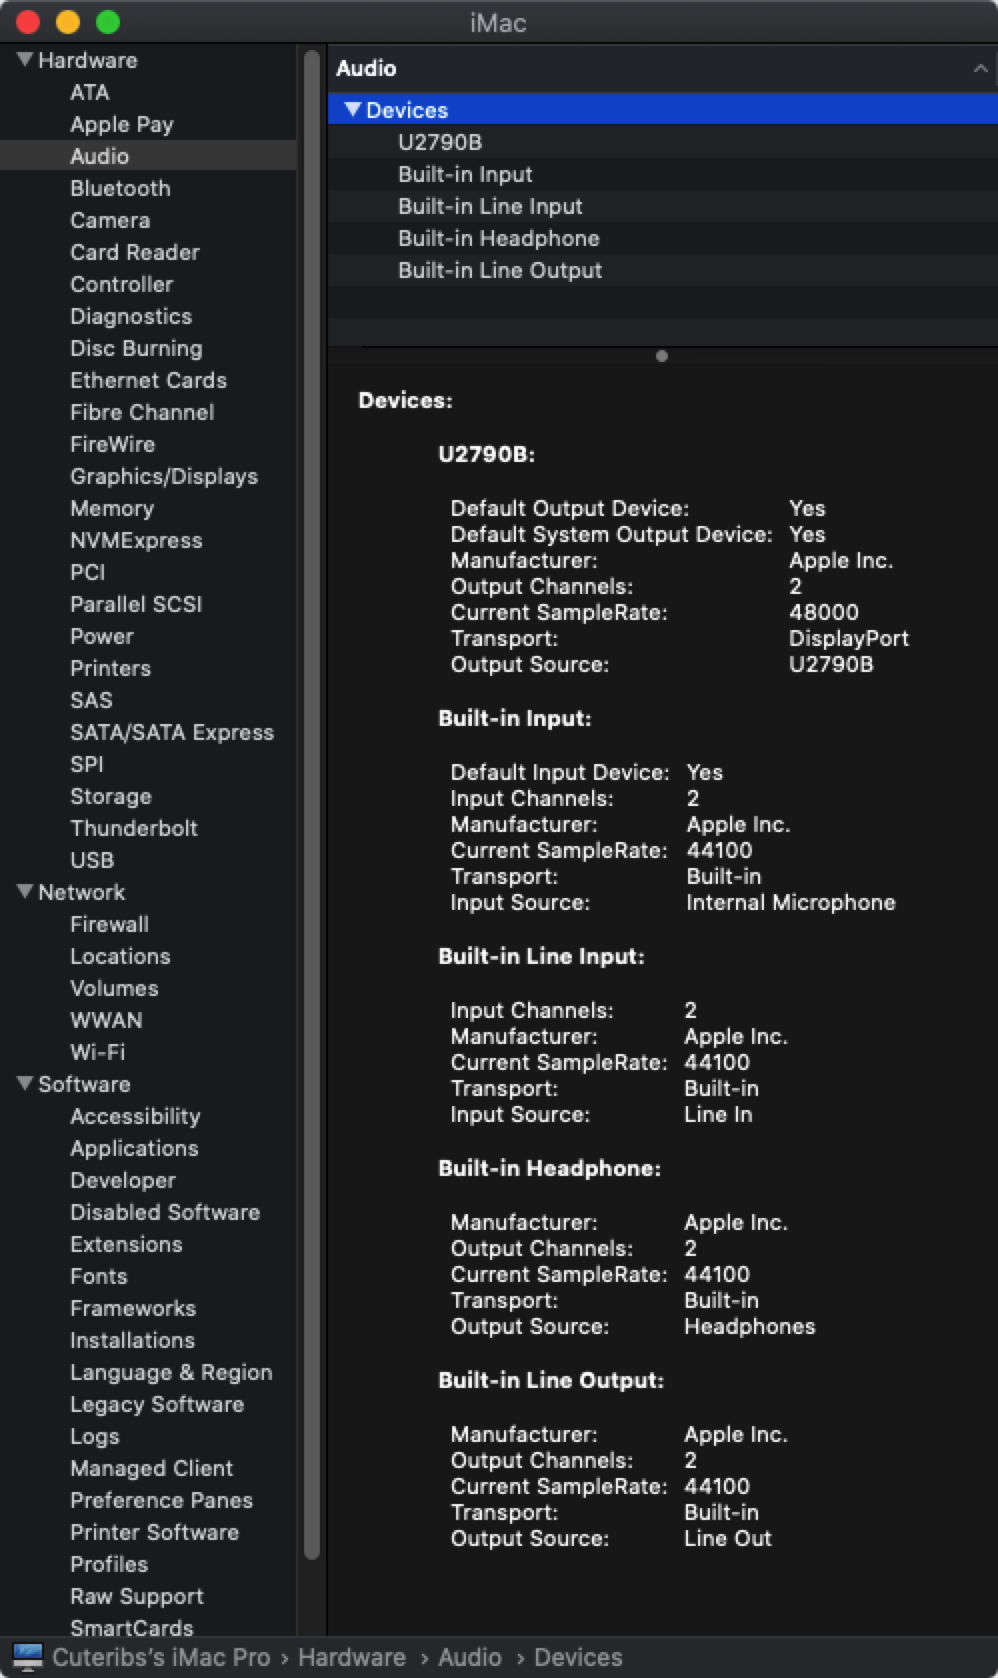 iMac
Hardware
ATA
Apple Pay
Audio
Bluetooth
Camera
Card Reader
Controller
Diagnostics
Disc Burning
Ethernet Cards
Fibre Channel
FireWire
Graphics/Displays
Memory
NVMExpress
PCI
Parallel SCSI
Power
Printers
SAS
SATA/SATA Express
SPI
Storage
Thunderbolt
USB
Network
Firewall
Locations
Volumes
WWAN
Wi-Fi
Software
Accessibility
Applications
Developer
Disabled Software
Extensions
Fonts
Frameworks
Installations
Language & Region
Legacy Software
Logs
Managed Client
Preference Panes
Printer Software
Profiles
Raw Support
SmartCards
Audio
Devices
U2790B
Built-in Input
Built-in Line Input
Built-in Headphone
Built-in Line Output
Devices:
U2790B:
Default Output Device: Yes
Default System Output Device: Yes
Manufacturer: Apple Inc.
Output Channels: 2
Current SampleRate: 48000
Transport: DisplayPort
Output Source: U2790B
Built-in Input:
Default Input Device: Yes
Input Channels: 2
Manufacturer: Apple Inc.
Current SampleRate: 44100
Transport: Built-in
Input Source: Internal Microphone
Built-in Line Input:
Input Channels: 2
Manufacturer: Apple Inc.
Current SampleRate: 44100
Transport: Built-in
Input Source: Line In
Built-in Headphone:
Manufacturer: Apple Inc.
Output Channels: 2
Current SampleRate: 44100
Transport: Built-in
Output Source: Headphones
Built-in Line Output:
Manufacturer: Apple Inc.
Output Channels: 2
Current SampleRate: 44100
Transport: Built-in
Output Source: Line Out
Cuteribs's iMac Pro › Hardware › Audio › Devices